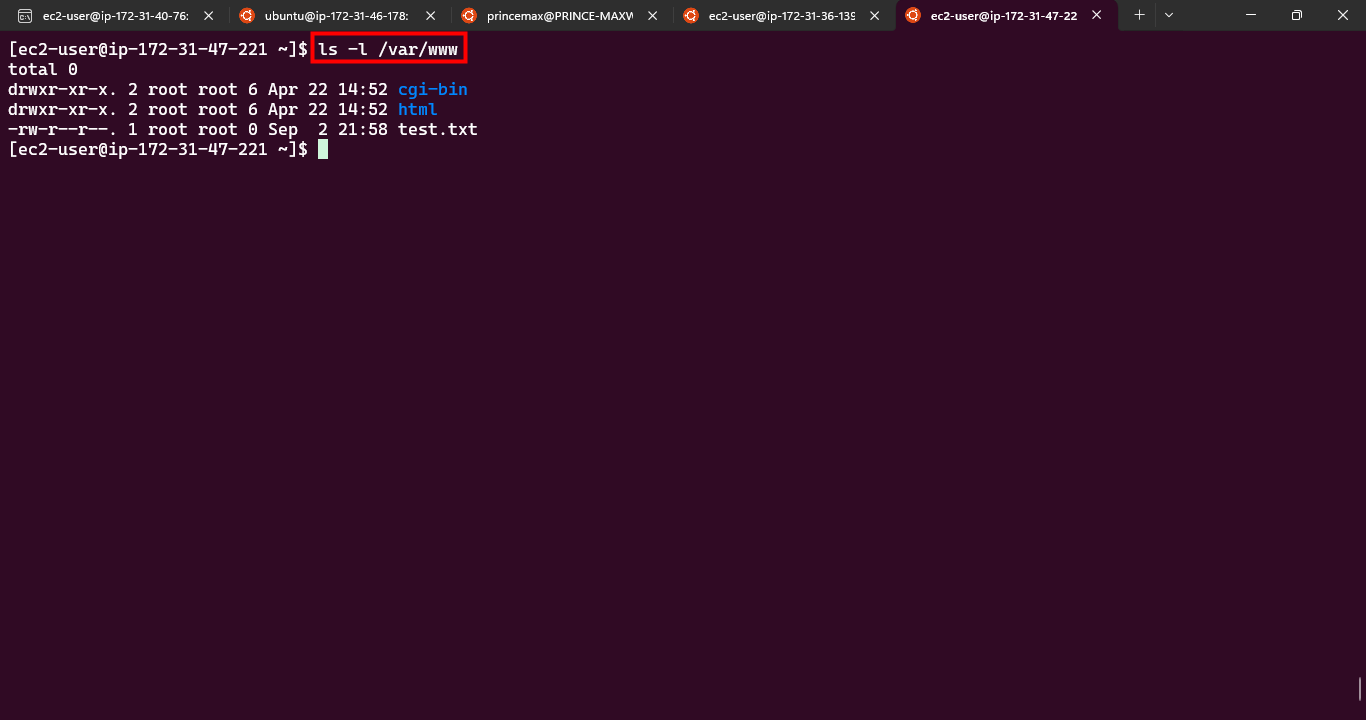 ec2-user@ip-172-31-40-76:
ubuntu@ip-172-31-46-178:
princemax@PRINCE-MAXW
ec2-user@ip-172-31-36-139
ec2-user@ip-172-31-47-22
[ec2-user@ip-172-31-47-221 ~]$ ls -l /var/www
total 0
drwxr-xr-x. 2 root root 6 Apr 22 14:52 cgi-bin
drwxr-xr-x. 2 root root 6 Apr 22 14:52 html
-rw-r--r--. 1 root root 0 Sep  2 21:58 test.txt
[ec2-user@ip-172-31-47-221 ~]$